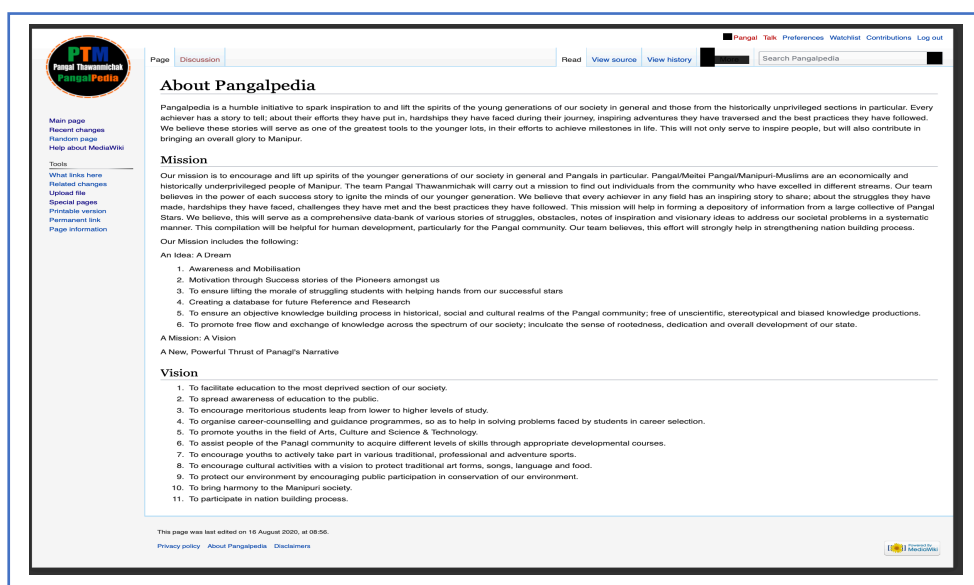 PTM
Pangal Thawanmichak
PangalPedia
Pangal Talk Preferences Watchlist Contributions Log out
Page Discussion
Read View source View history
Search Pangalpedia
About Pangalpedia
Pangalpedia is a humble initiative to spark inspiration to and lift the spirits of the young generations of our society in general and those from the historically unprivileged sections in particular. Every
achiever has a story to tell; about their efforts they have put in, hardships they have faced during their journey, inspiring adventures they have traversed and the best practices they have followed.
We believe these stories will serve as one of the greatest tools to the younger lots, in their efforts to achieve milestones in life. This will not only serve to inspire people, but will also contribute in
bringing an overall glory to Manipur.
Main page
Recent changes
Random page
Help about MediaWiki
Tools
What links here
Related changes
Upload file
Special pages
Printable version
Permanent link
Page information
Mission
Our mission is to encourage and lift up spirits of the younger generations of our society in general and Pangals in particular. Pangal/Meitei Pangal/Manipuri-Muslims are an economically and
historically underprivileged people of Manipur. The team Pangal Thawanmichak will carry out a mission to find out individuals from the community who have excelled in different streams. Our team
believes in the power of each success story to ignite the minds of our younger generation. We believe that every achiever in any field has an inspiring story to share; about the struggles they have
made, hardships they have faced, challenges they have met and the best practices they have followed. This mission will help in forming a depository of information from a large collective of Pangal
Stars. We believe, this will serve as a comprehensive data-bank of various stories of struggles, obstacles, notes of inspiration and visionary ideas to address our societal problems in a systematic
manner. This compilation will be helpful for human development, particularly for the Pangal community. Our team believes, this effort will strongly help in strengthening nation building process.
Our Mission includes the following:
An Idea: A Dream
1. Awareness and Mobilisation
2. Motivation through Success stories of the Pioneers amongst us
3. To ensure lifting the morale of struggling students with helping hands from our successful stars
4. Creating a database for future Reference and Research
5. To ensure an objective knowledge building process in historical, social and cultural realms of the Pangal community; free of unscientific, stereotypical and biased knowledge productions.
6. To promote free flow and exchange of knowledge across the spectrum of our society; inculcate the sense of rootedness, dedication and overall development of our state.
A Mission: A Vision
A New, Powerful Thrust of Panagl's Narrative
Vision
1. To facilitate education to the most deprived section of our society.
2. To spread awareness of education to the public.
3. To encourage meritorious students leap from lower to higher levels of study.
4. To organise career-counselling and guidance programmes, so as to help in solving problems faced by students in career selection.
5. To promote youths in the field of Arts, Culture and Science & Technology.
6. To assist people of the Panagl community to acquire different levels of skills through appropriate developmental courses.
7. To encourage youths to actively take part in various traditional, professional and adventure sports.
8. To encourage cultural activities with a vision to protect traditional art forms, songs, language and food.
9. To protect our environment by encouraging public participation in conservation of our environment.
10. To bring harmony to the Manipuri society.
11. To participate in nation building process.
This page was last edited on 16 August 2020, at 08:56.
Privacy policy About Pangalpedia Disclaimers
Powered By
MediaWiki